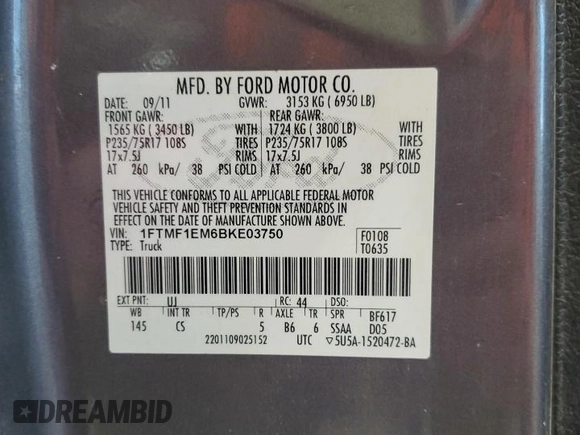 MFD. BY FORD MOTOR CO.
DATE: 09/11 GVWR: 3153 KG ( 6950 LB)
FRONT GAWR: REAR GAWR:
1565 KG ( 3450 LB) WITH 1724 KG ( 3800 LB) WITH
P235/75R17 108S TIRES P235/75R17 108S TIRES
17x7.5J RIMS 17x7.5J RIMS
AT 260 kPa/ 38 PSI COLD AT 260 kPa/ 38 PSI COLD
THIS VEHICLE CONFORMS TO ALL APPLICABLE FEDERAL MOTOR
VEHICLE SAFETY AND THEFT PREVENTION STANDARDS IN
EFFECT ON THE DATE OF MANUFACTURE SHOWN ABOVE.
VIN: 1FTMF1EM6BKE03750 F0108
TYPE: Truck T0635
EXT PNT: UJ RC: 44 DSO:
WB INT TR TP/PS R AXLE TR SPR BF617
145 CS 5 B6 6 SSAA D05
2201109025152 UTC ▽5U5A-1520472-BA
DREAMBID